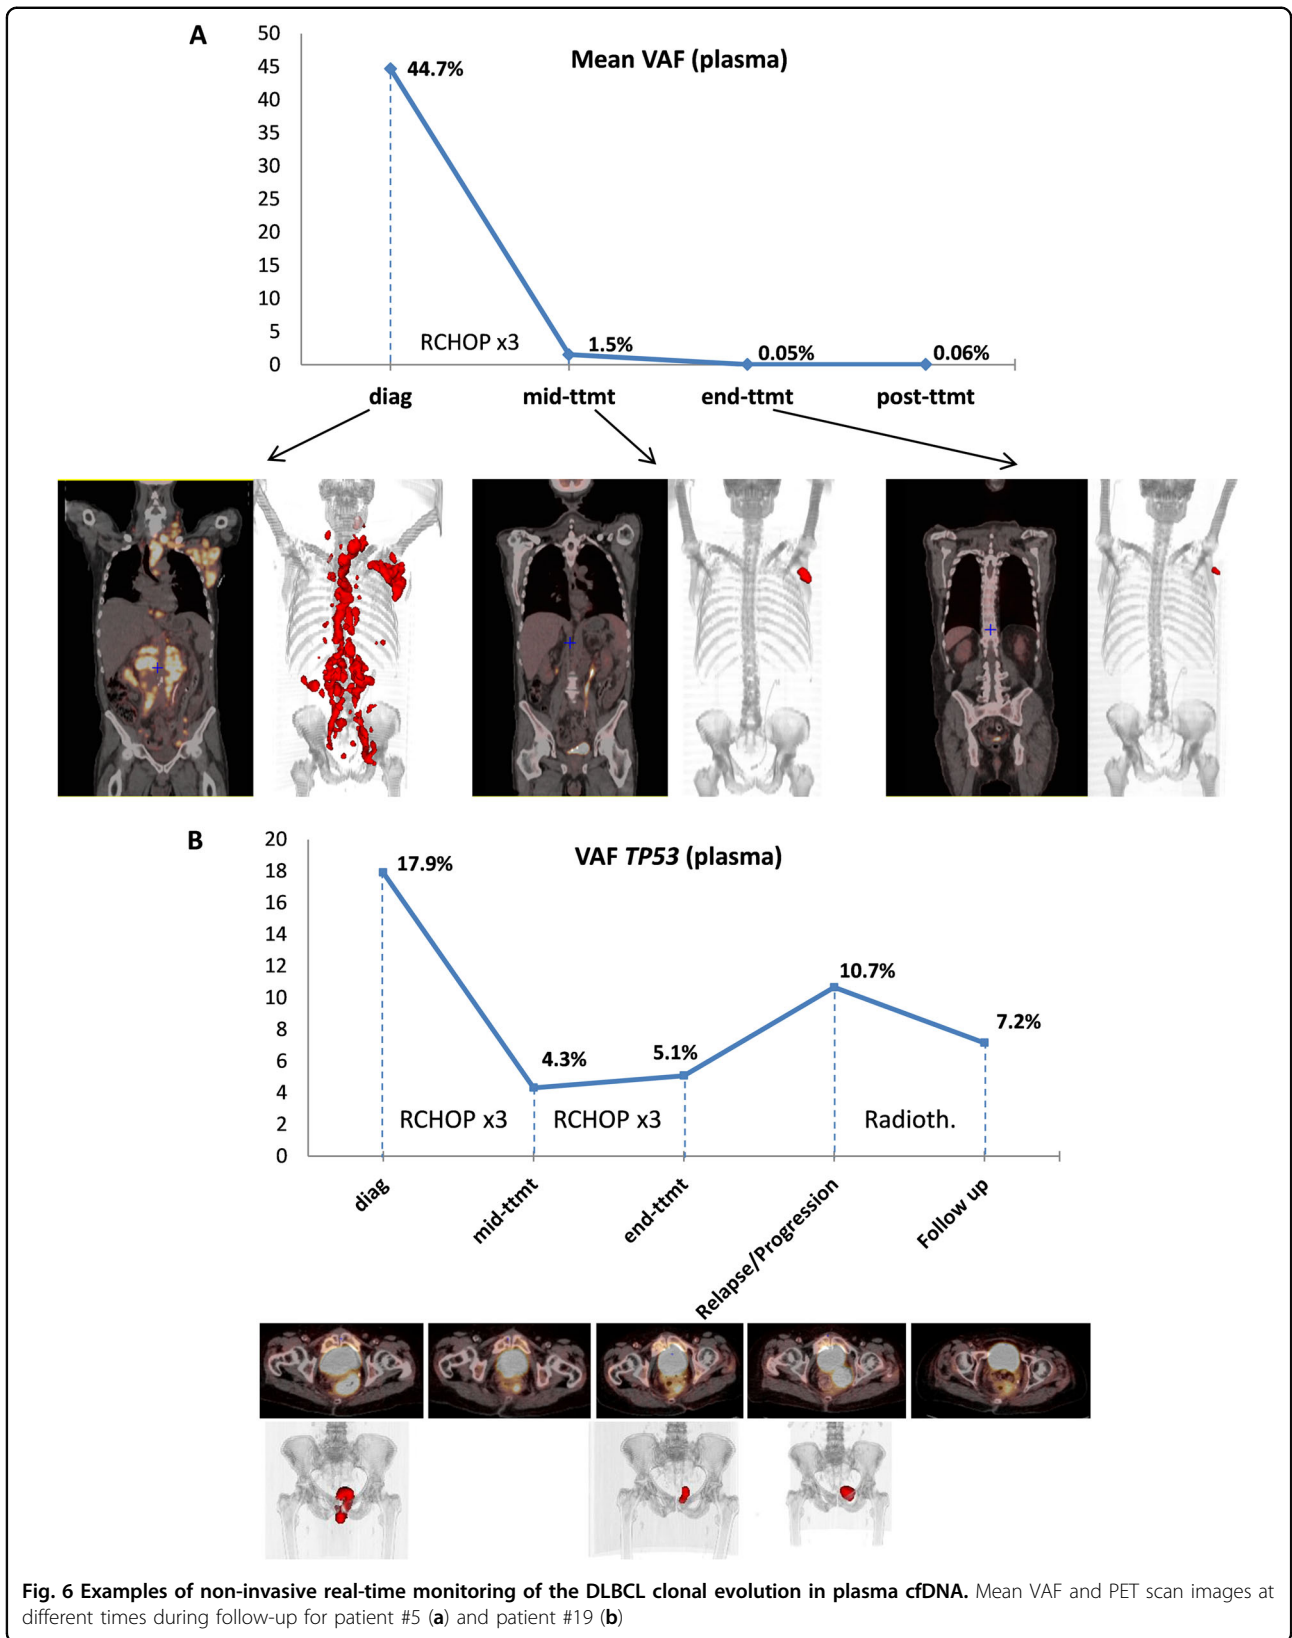 A
Mean VAF (plasma)
50
45
40
35
30
25
20
15
10
5
0
44.7%
1.5%
0.05%
0.06%
RCHOP x3
diag mid-ttmt end-ttmt post-ttmt
B
VAF TP53 (plasma)
20
18
16
14
12
10
8
6
4
2
0
17.9%
4.3%
5.1%
10.7%
7.2%
RCHOP x3 RCHOP x3 Radioth.
diag
mid-ttmt
end-ttmt
Relapse/Progression
Follow up
Fig. 6 Examples of non-invasive real-time monitoring of the DLBCL clonal evolution in plasma cfDNA. Mean VAF and PET scan images at
different times during follow-up for patient #5 (a) and patient #19 (b)